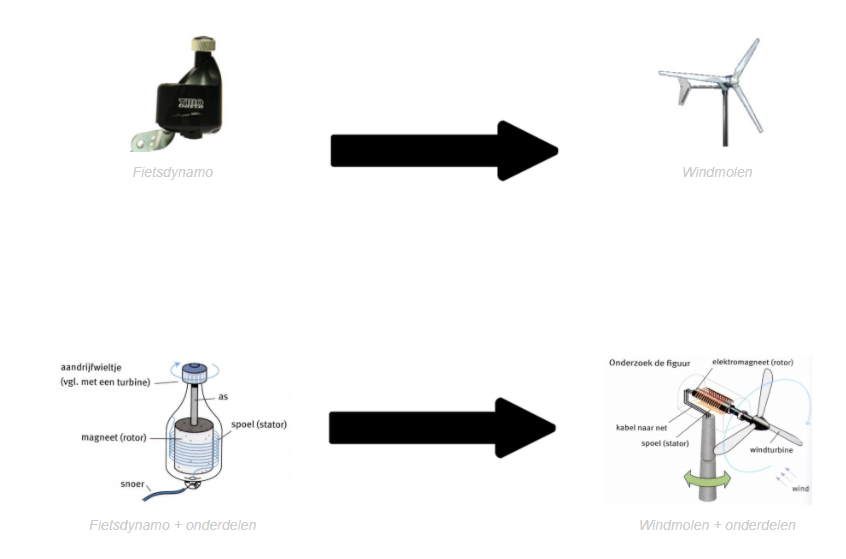 Fietsdynamo
Windmolen
aandrijfwieltje
(vgl. met een turbine)
as
magneet (rotor)
spoel (stator)
snoer
Fietsdynamo + onderdelen
Onderzoek de figuur
elektromagneet (rotor)
kabel naar net
spoel (stator)
windturbine
wind
Windmolen + onderdelen